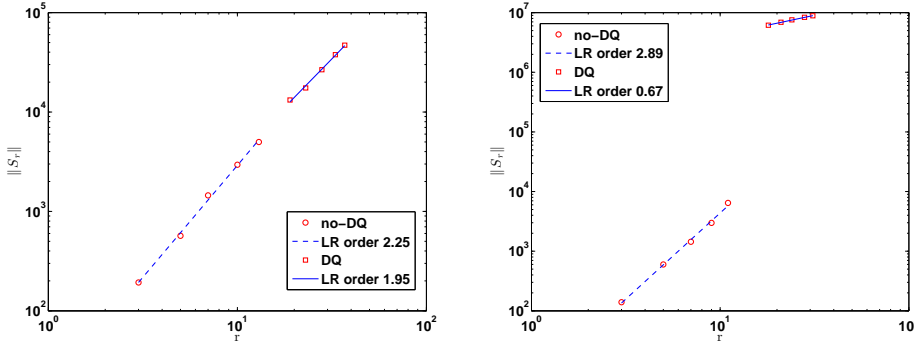 10^5
10^4
10^3
10^2
10^0
10^1
10^2
‖S_r‖
r
no−DQ
LR order 2.25
DQ
LR order 1.95
10^7
10^6
10^7
10^5
10^4
10^3
10^2
10^0
10^1
10
‖S_r‖
r
no−DQ
LR order 2.89
DQ
LR order 0.67